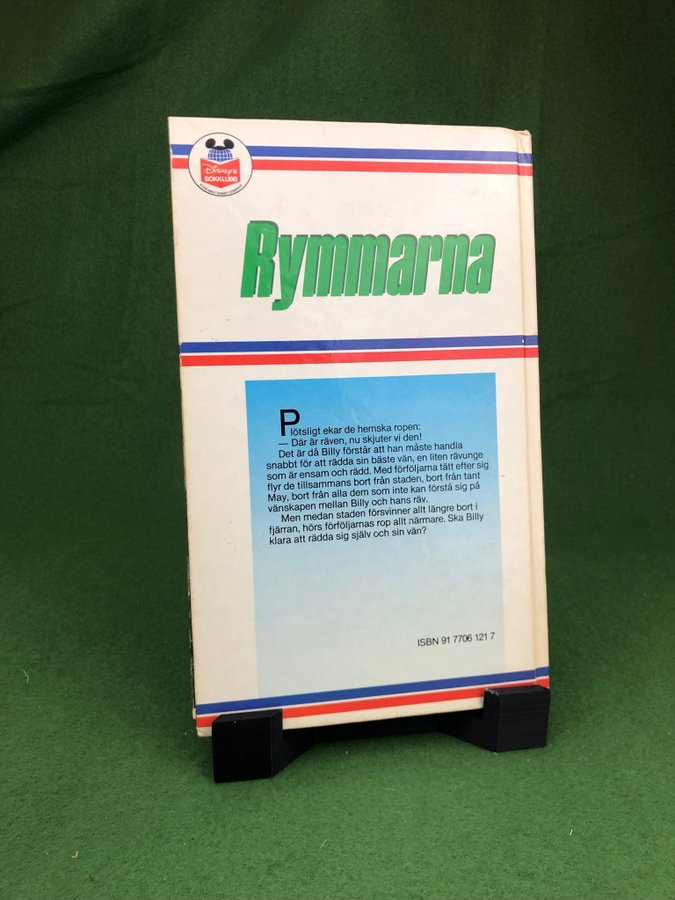 Disney's
BOKKLUBB
Rymmarna
Plötsligt ekar de hemska ropen:
— Där är räven, nu skjuter vi den!
Det är då Billy förstår att han måste handla
snabbt för att rädda sin bäste vän, en liten rävunge
som är ensam och rädd. Med förföljarna tätt efter sig
flyr de tillsammans bort från staden, bort från tant
May, bort från alla dem som inte kan förstå sig på
vänskapen mellan Billy och hans räv.
Men medan staden försvinner allt längre bort i
fjärran, hörs förföljarnas rop allt närmare. Ska Billy
klara att rädda sig själv och sin vän?
ISBN 91 7706 121 7